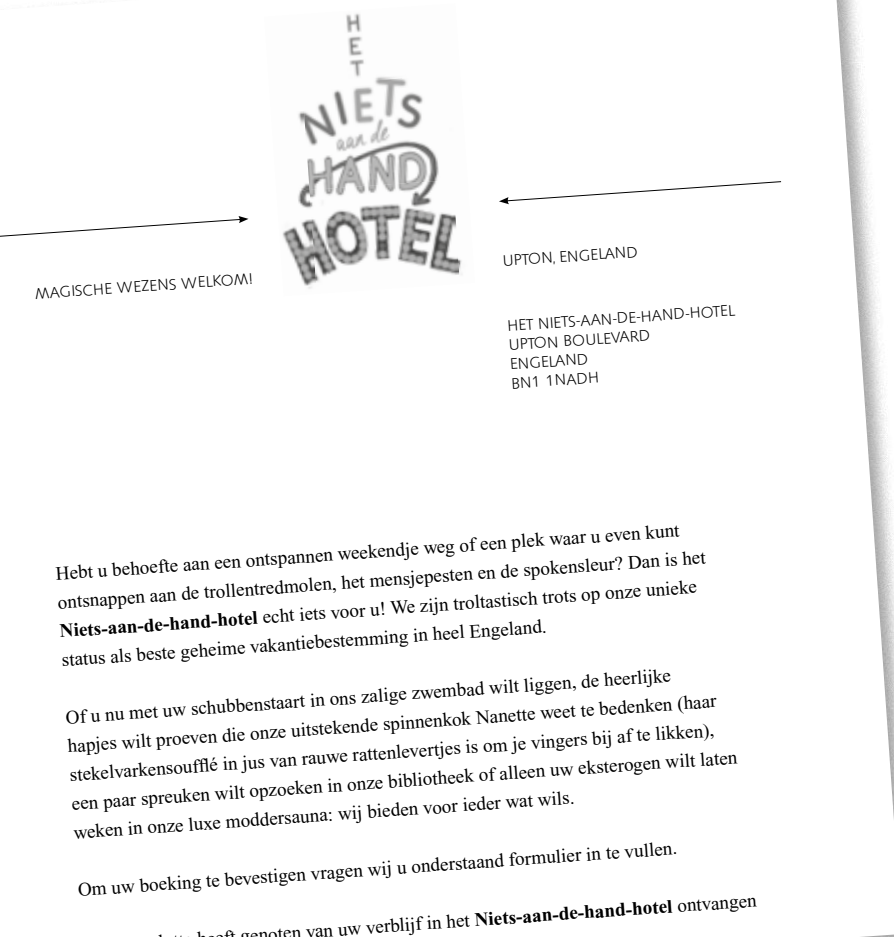 HET
NIETS
aan de
HAND
HOTEL
MAGISCHE WEZENS WELKOM!
UPTON, ENGELAND
HET NIETS-AAN-DE-HAND-HOTEL
UPTON BOULEVARD
ENGELAND
BN1 1NADH
Hebt u behoefte aan een ontspannen weekendje weg of een plek waar u even kunt
ontsnappen aan de trollentredmolen, het mensjepesten en de spokensleur? Dan is het
Niets-aan-de-hand-hotel echt iets voor u! We zijn troltastisch trots op onze unieke
status als beste geheime vakantiebestemming in heel Engeland.
Of u nu met uw schubbenstaart in ons zalige zwembad wilt liggen, de heerlijke
hapjes wilt proeven die onze uitstekende spinnenkok Nanette weet te bedenken (haar
stekelvarkensoufflé in jus van rauwe rattenlevertjes is om je vingers bij af te likken),
een paar spreuken wilt opzoeken in onze bibliotheek of alleen uw eksterogen wilt laten
weken in onze luxe moddersauna: wij bieden voor ieder wat wils.
Om uw boeking te bevestigen vragen wij u onderstaand formulier in te vullen.
heeft genoten van uw verblijf in het Niets-aan-de-hand-hotel ontvangen